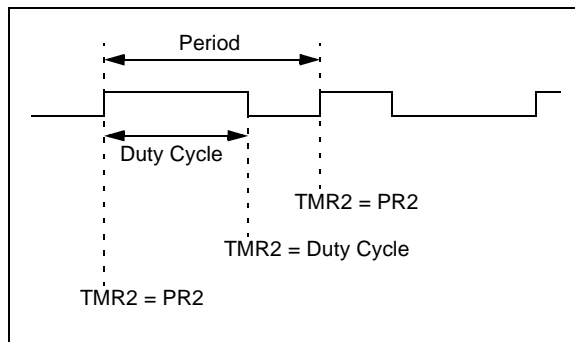 Period
Duty Cycle
TMR2 = PR2
TMR2 = Duty Cycle
TMR2 = PR2